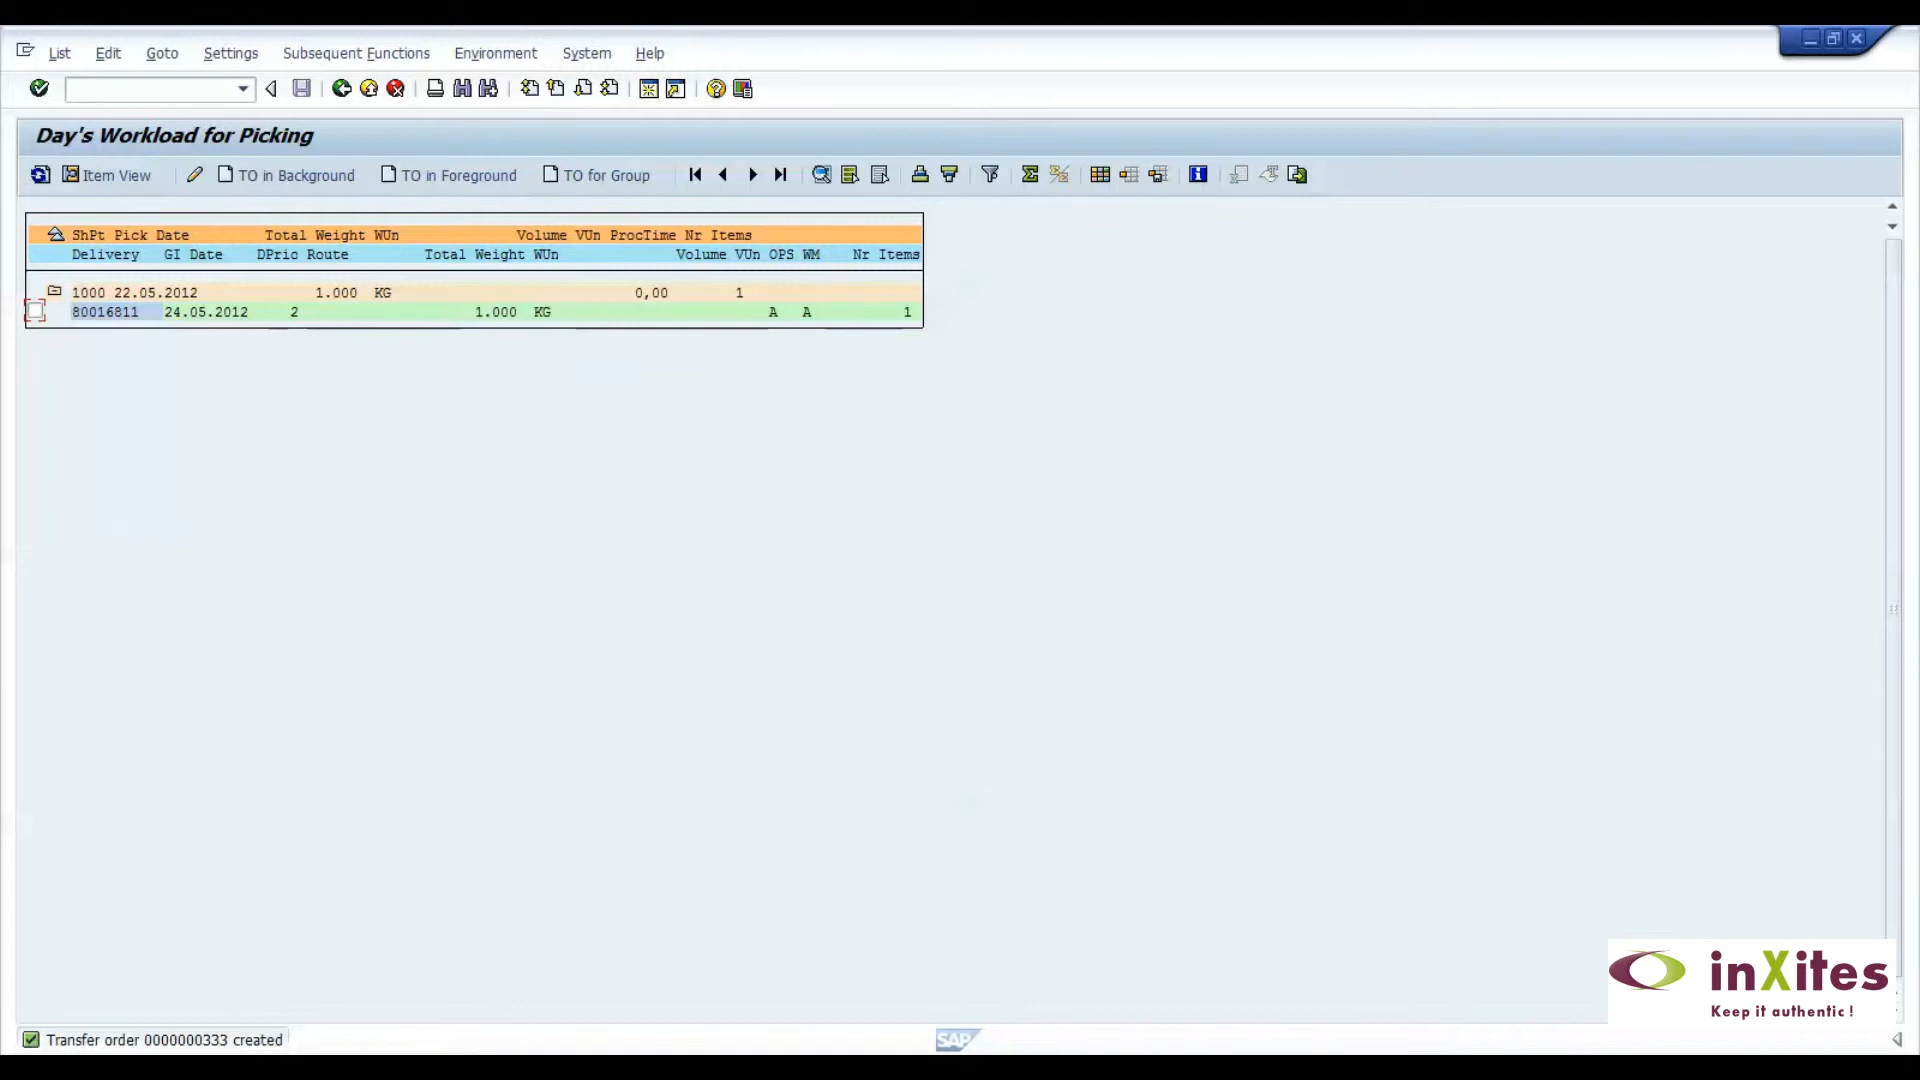 List Edit Goto Settings Subsequent Functions Environment System Help
Day's Workload for Picking
Item View TO in Background TO in Foreground TO for Group
ShPt Pick Date Total Weight WUn Volume VUn ProcTime Nr Items
Delivery GI Date DPrio Route Total Weight WUn Volume VUn OPS WM Nr Items
1000 22.05.2012 1.000 KG 0,00 1
80016811 24.05.2012 2 1.000 KG A A 1
inXites
Keep it authentic !
Transfer order 0000000333 created
SAP